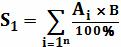 S₁ = ∑ᵢ₌₁ⁿ Aᵢ × B / 100%